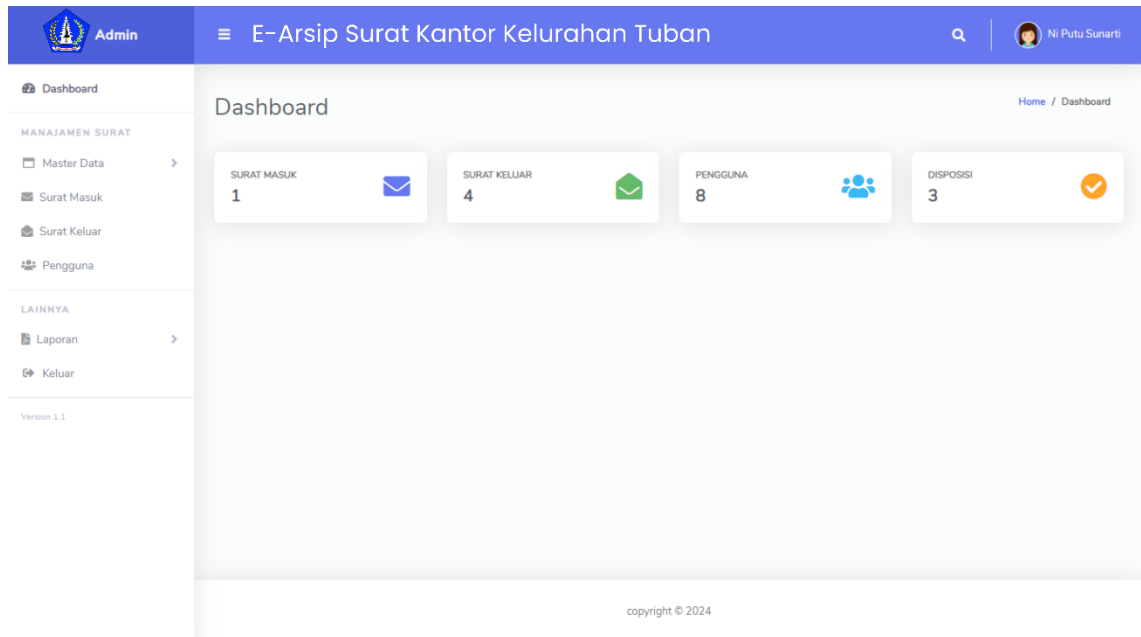 Admin
E-Arsip Surat Kantor Kelurahan Tuban
Ni Putu Sunarti
Dashboard
MANAJAMEN SURAT
Master Data
Surat Masuk
Surat Keluar
Pengguna
LAINNYA
Laporan
Keluar
Version 1.1
Dashboard
Home / Dashboard
SURAT MASUK
1
SURAT KELUAR
4
PENGGUNA
8
DISPOSISI
3
copyright © 2024